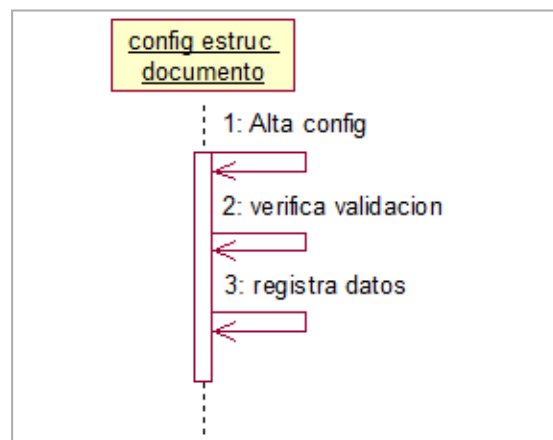 config estruc
documento
1: Alta config
2: verifica validacion
3: registra datos